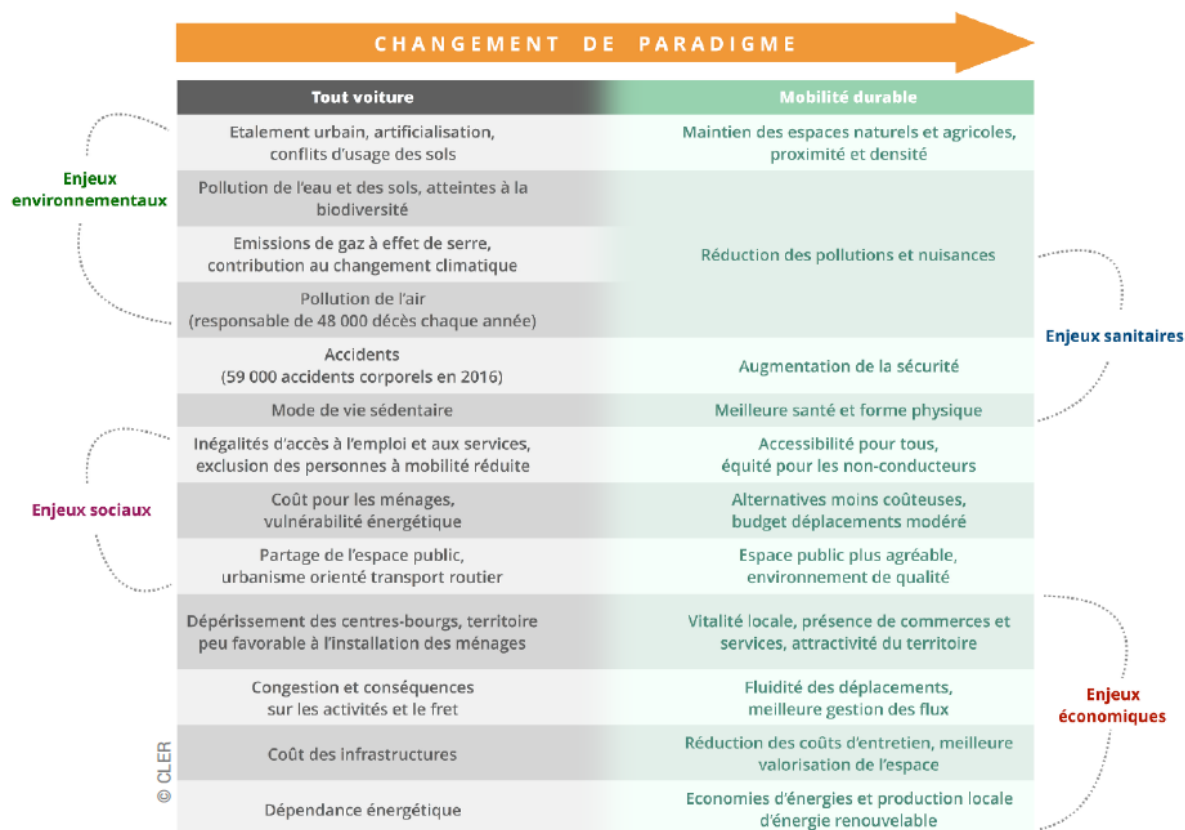 CHANGEMENT DE PARADIGME
Tout voiture
Mobilité durable
Etalement urbain, artificialisation,
conflits d'usage des sols
Maintien des espaces naturels et agricoles,
proximité et densité
Enjeux
environnementaux
Pollution de l'eau et des sols, atteintes à la
biodiversité
Emissions de gaz à effet de serre,
contribution au changement climatique
Réduction des pollutions et nuisances
Pollution de l'air
(responsable de 48 000 décès chaque année)
Enjeux sanitaires
Accidents
(59 000 accidents corporels en 2016)
Augmentation de la sécurité
Mode de vie sédentaire
Meilleure santé et forme physique
Inégalités d'accès à l'emploi et aux services,
exclusion des personnes à mobilité réduite
Accessibilité pour tous,
équité pour les non-conducteurs
Enjeux sociaux
Coût pour les ménages,
vulnérabilité énergétique
Alternatives moins coûteuses,
budget déplacements modéré
Partage de l'espace public,
urbanisme orienté transport routier
Espace public plus agréable,
environnement de qualité
Dépérissement des centres-bourgs, territoire
peu favorable à l'installation des ménages
Vitalité locale, présence de commerces et
services, attractivité du territoire
Congestion et conséquences
sur les activités et le fret
Fluidité des déplacements,
meilleure gestion des flux
Enjeux
économiques
Coût des infrastructures
Réduction des coûts d'entretien, meilleure
valorisation de l'espace
Dépendance énergétique
Economies d'énergies et production locale
d'énergie renouvelable
© CLER